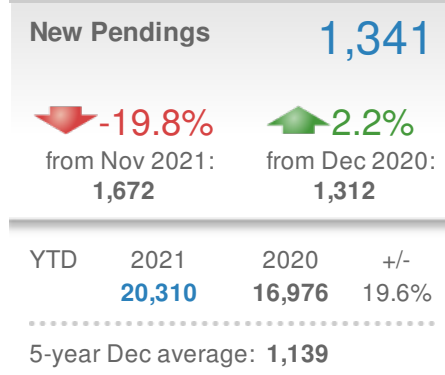 New Pendings 1,341
-19.8% 2.2%
from Nov 2021: from Dec 2020:
1,672 1,312
YTD 2021 2020 +/-
20,310 16,976 19.6%
5-year Dec average: 1,139